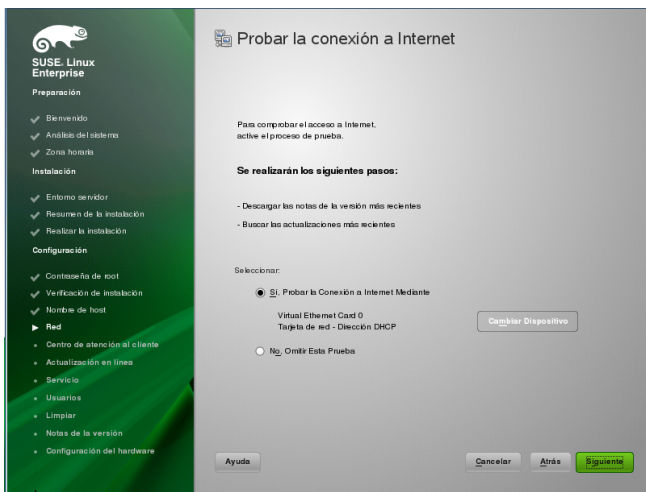 SUSE. Linux
Enterprise
Preparación
Bienvenido
Análisis del sistema
Zona horaria
Instalación
Entorno servidor
Resumen de la instalación
Realizar la instalación
Configuración
Contraseña de root
Verificación de instalación
Nombre de host
Red
Centro de atención al cliente
Actualización en línea
Servicio
Usuarios
Limpiar
Notas de la versión
Configuración del hardware
Probar la conexión a Internet
Para comprobar el acceso a Internet,
active el proceso de prueba.
Se realizarán los siguientes pasos:
- Descargar las notas de la versión más recientes
- Buscar las actualizaciones más recientes
Seleccionar:
Sí, Probar la Conexión a Internet Mediante
Virtual Ethernet Card 0
Tarjeta de red - Dirección DHCP
Cambiar Dispositivo
No, Omitir Esta Prueba
Ayuda
Cancelar
Atrás
Siguiente